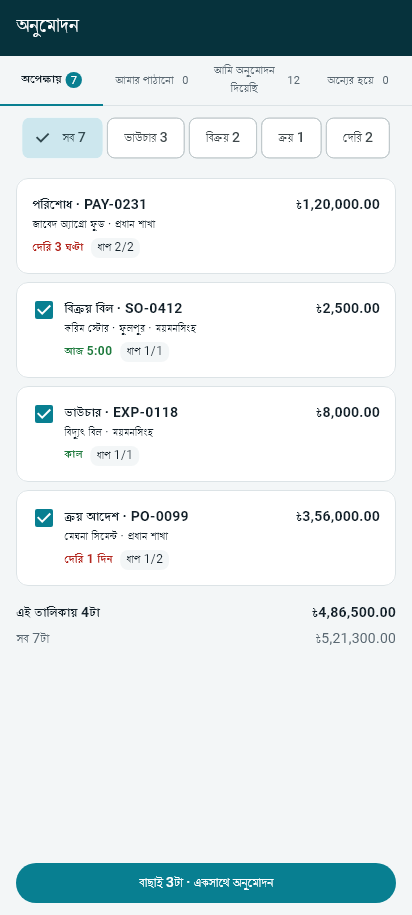 অনুমোদন
অপেক্ষায় 7
আমার পাঠানো 0
আমি অনুমোদন দিয়েছি 12
অন্যের হয়ে 0
সব 7
ভাউচার 3
বিক্রয় 2
ক্রয় 1
দেরি 2
পরিশোধ · PAY-0231 ৳1,20,000.00
জাবেদ অ্যাগ্রো ফুড · প্রধান শাখা
দেরি 3 ঘণ্টা ধাপ 2/2
বিক্রয় বিল · SO-0412 ৳2,500.00
করিম স্টোর · ফুলপুর · ময়মনসিংহ
আজ 5:00 ধাপ 1/1
ভাউচার · EXP-0118 ৳8,000.00
বিদ্যুৎ বিল · ময়মনসিংহ
কাল ধাপ 1/1
ক্রয় আদেশ · PO-0099 ৳3,56,000.00
মেঘনা সিমেন্ট · প্রধান শাখা
দেরি 1 দিন ধাপ 1/2
এই তালিকায় 4টা ৳4,86,500.00
সব 7টা ৳5,21,300.00
বাছাই 3টা · একসাথে অনুমোদন